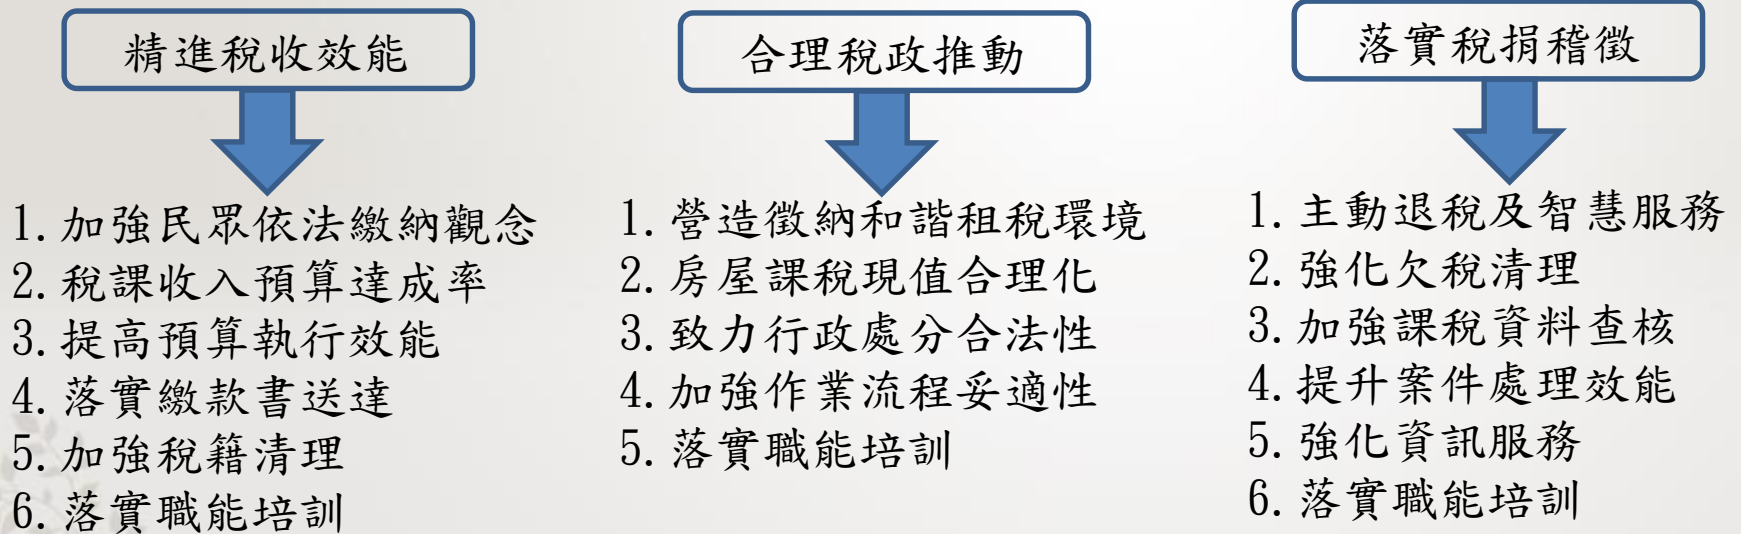 精進稅收效能
1.加強民眾依法繳納觀念
2.稅課收入預算達成率
3.提高預算執行效能
4.落實繳款書送達
5.加強稅籍清理
6.落實職能培訓
合理稅政推動
1.營造徵納和諧租稅環境
2.房屋課稅現值合理化
3.致力行政處分合法性
4.加強作業流程妥適性
5.落實職能培訓
落實稅捐稽徵
1.主動退稅及智慧服務
2.強化欠稅清理
3.加強課稅資料查核
4.提升案件處理效能
5.強化資訊服務
6.落實職能培訓